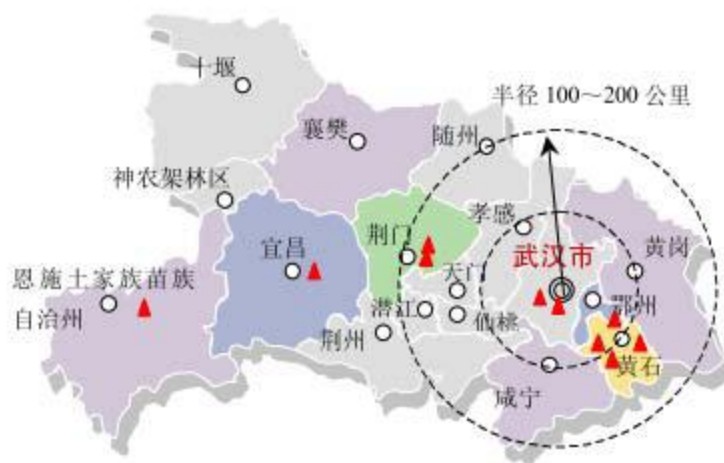 十堰
半径 100～200 公里
襄樊
随州
神农架林区
孝感
荆门
武汉市
宜昌
黄岗
天门
恩施土家族苗族
自治州
潜江
鄂州
仙桃
荆州
黄石
咸宁